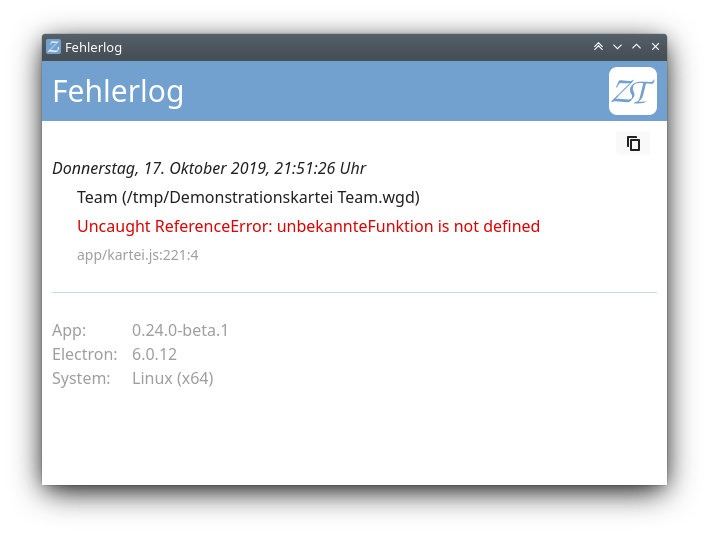 Fehlerlog
Fehlerlog
ZT
Donnerstag, 17. Oktober 2019, 21:51:26 Uhr
Team (/tmp/Demonstrationskartei Team.wgd)
Uncaught ReferenceError: unbekannteFunktion is not defined
app/kartei.js:221:4
App: 0.24.0-beta.1
Electron: 6.0.12
System: Linux (x64)